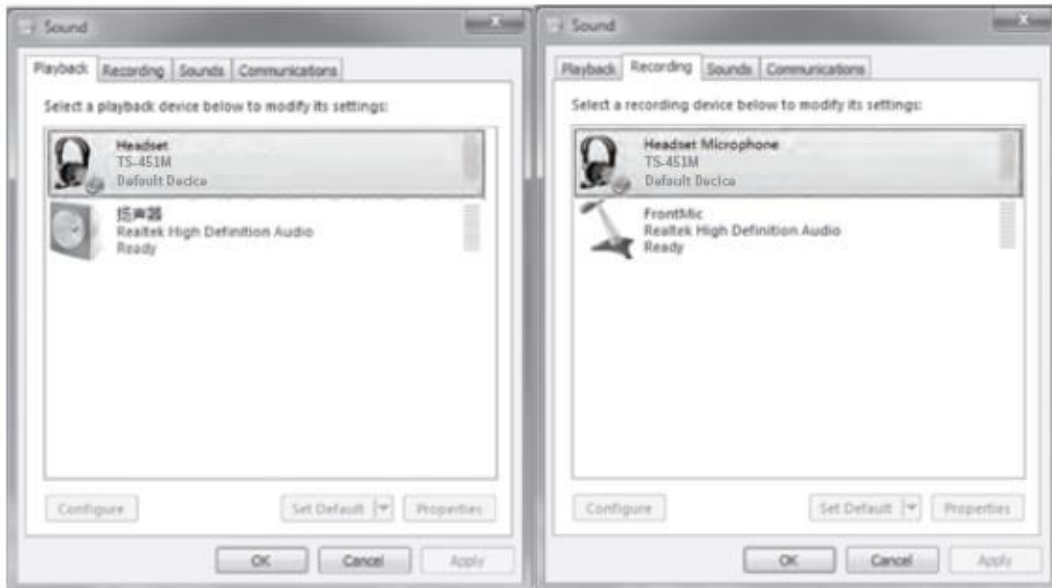 Sound
Playback Recording Sounds Communications
Select a playback device below to modify its settings:
Headset
TS-451M
Default Device
扬声器
Realtek High Definition Audio
Ready
Configure Set Default Properties
OK Cancel Apply
Sound
Playback Recording Sounds Communications
Select a recording device below to modify its settings:
Headset Microphone
TS-451M
Default Device
FrontMic
Realtek High Definition Audio
Ready
Configure Set Default Properties
OK Cancel Apply